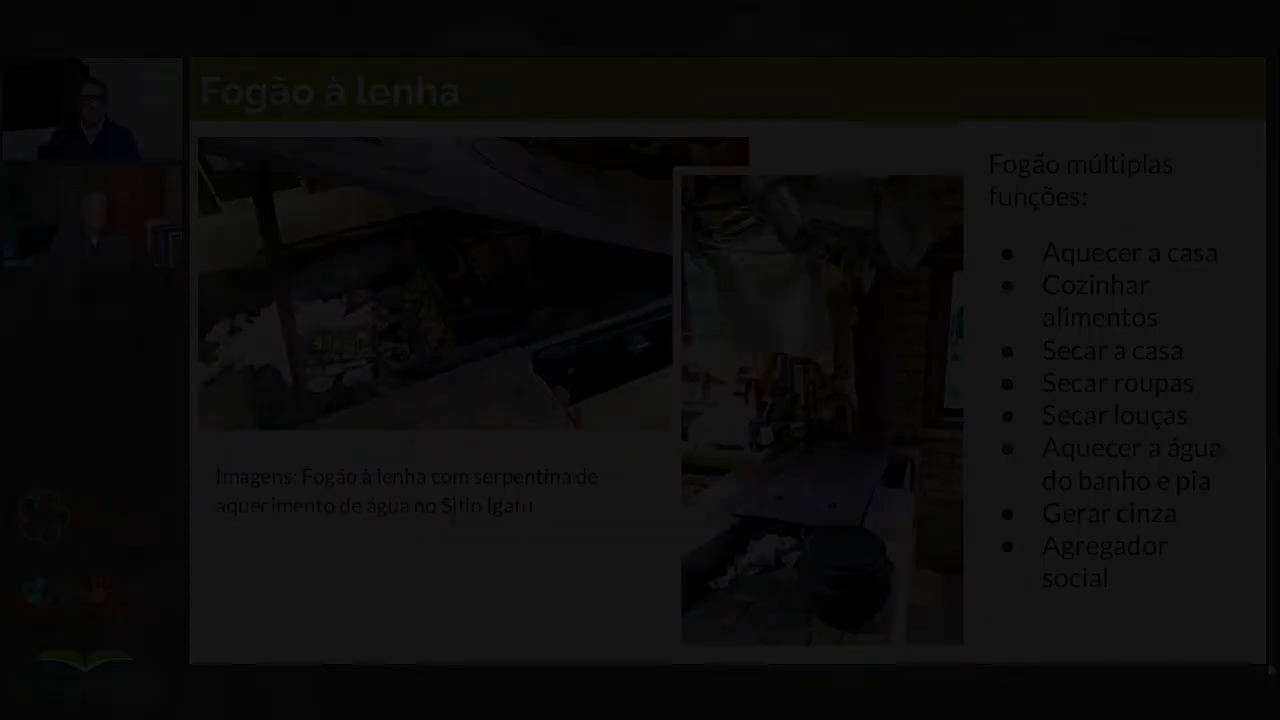 Fogão à lenha
Fogão múltiplas
funções:
● Aquecer a casa
● Cozinhar
alimentos
● Secar a casa
● Secar roupas
● Secar louças
● Aquecer a água
do banho e pia
● Gerar cinza
● Agregador
social
Imagens: Fogão à lenha com serpentina de
aquecimento de água no Sítio Igatu